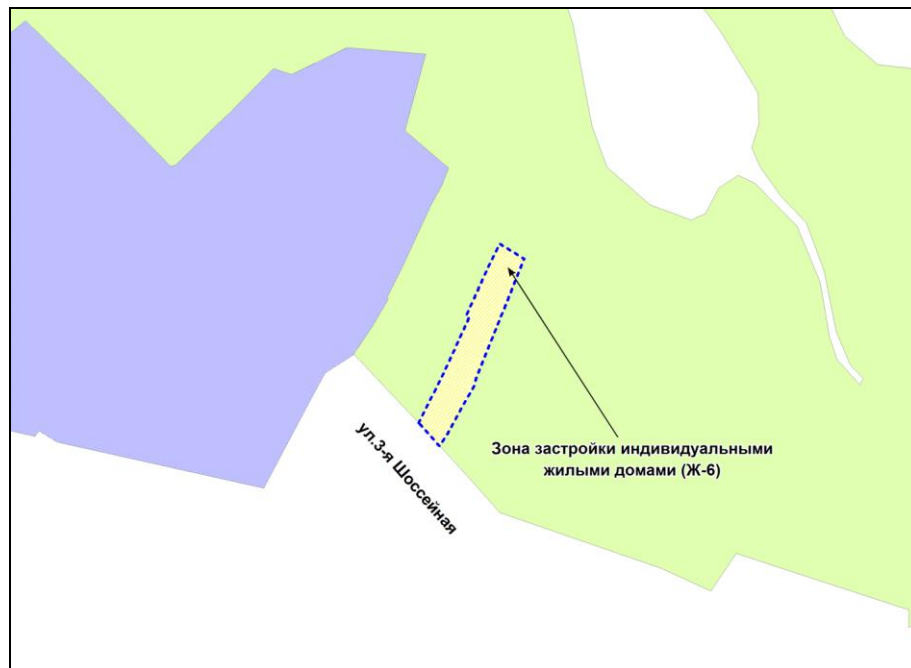 Зона застройки индивидуальными
жилыми домами (Ж-6)
ул.3-я Шоссейная